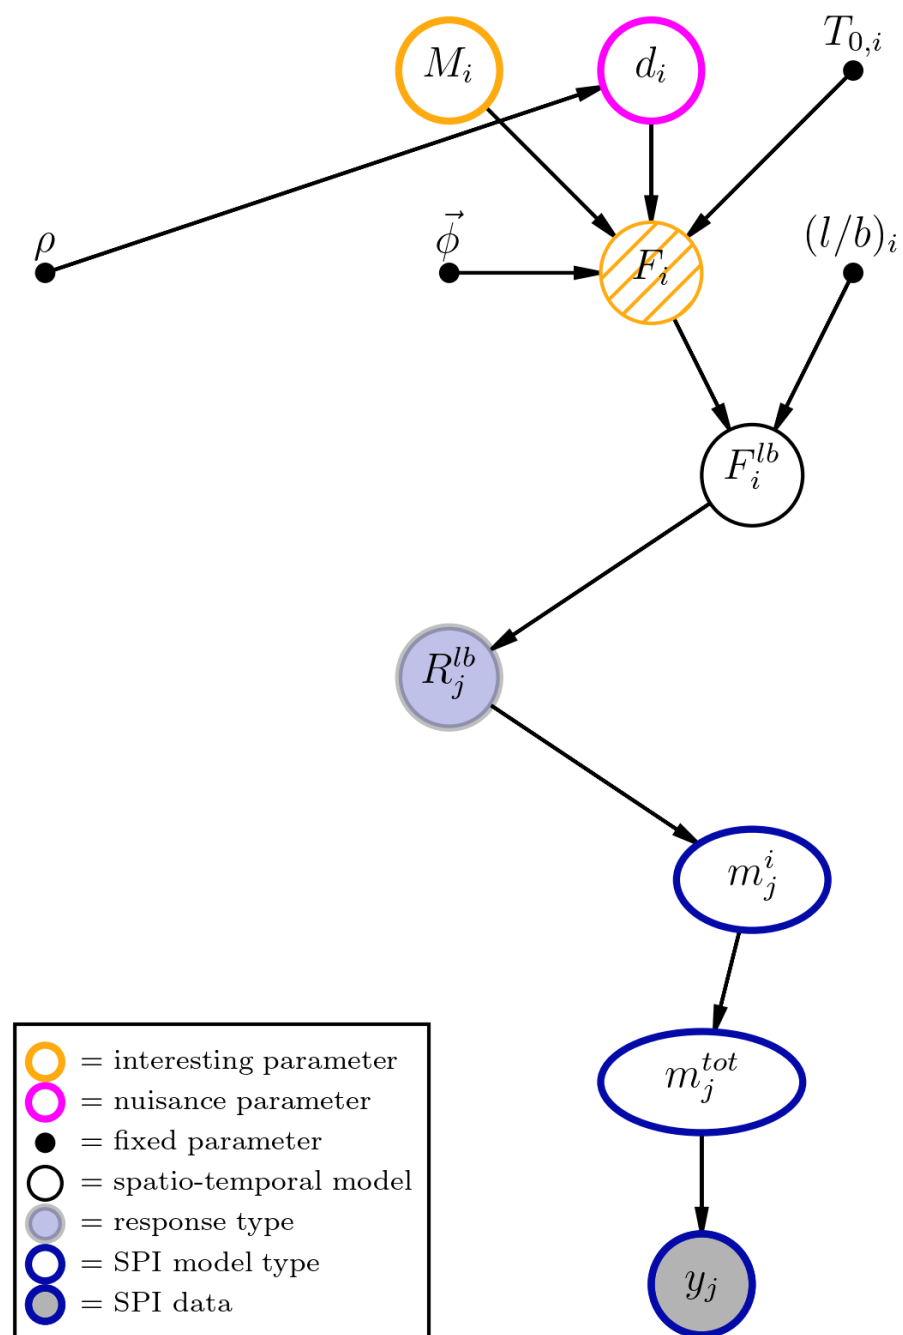 T_{0,i}
M_i d_i
ρ \vec{ϕ} (l/b)_i
F_i
F_i^{lb}
R_j^{lb}
m_j^i
m_j^{tot}
y_j
= interesting parameter
= nuisance parameter
= fixed parameter
= spatio-temporal model
= response type
= SPI model type
= SPI data